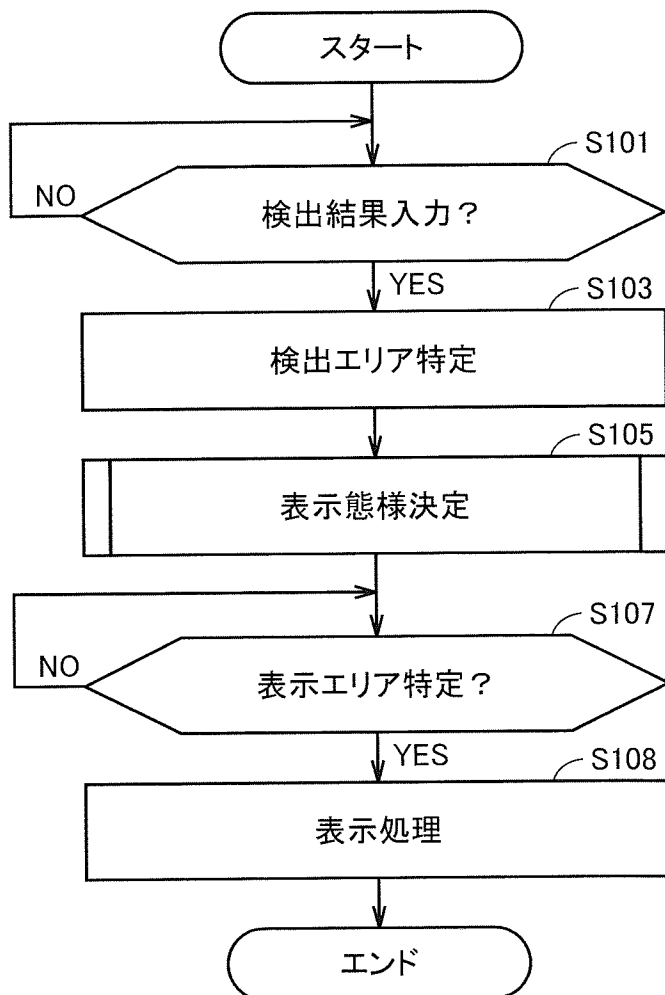 スタート
S101
NO
検出結果入力？
YES
S103
検出エリア特定
S105
表示態様決定
S107
NO
表示エリア特定？
YES
S108
表示処理
エンド